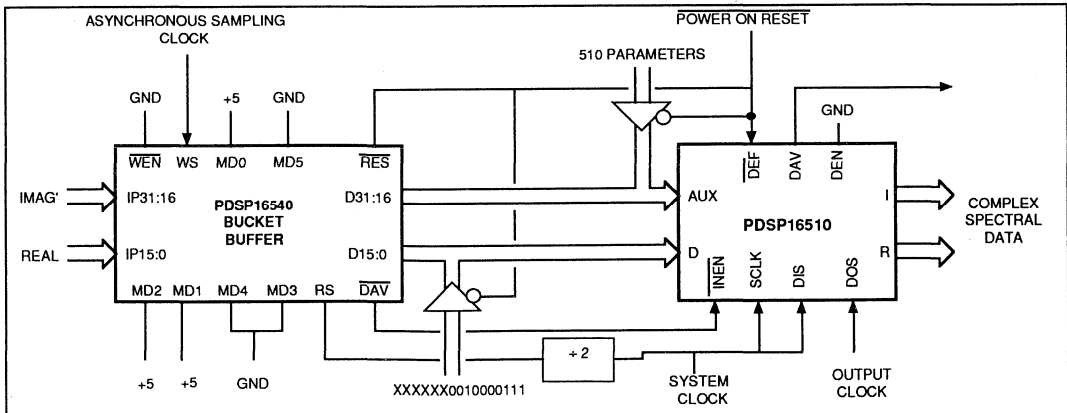 ASYNCHRONOUS SAMPLING
CLOCK
POWER ON RESET
510 PARAMETERS
GND
+5
GND
GND
WEN
WS
MD0
MD5
RES
DEF
DAV
DEN
IMAG'
IP31:16
PDSP16540
BUCKET
BUFFER
D31:16
AUX
PDSP16510
I
COMPLEX
SPECTRAL
DATA
REAL
IP15:0
D15:0
D
R
MD2
MD1
MD4
MD3
RS
DAV
INEN
SCLK
DIS
DOS
÷ 2
+5
+5
GND
XXXXXX0010000111
SYSTEM
CLOCK
OUTPUT
CLOCK